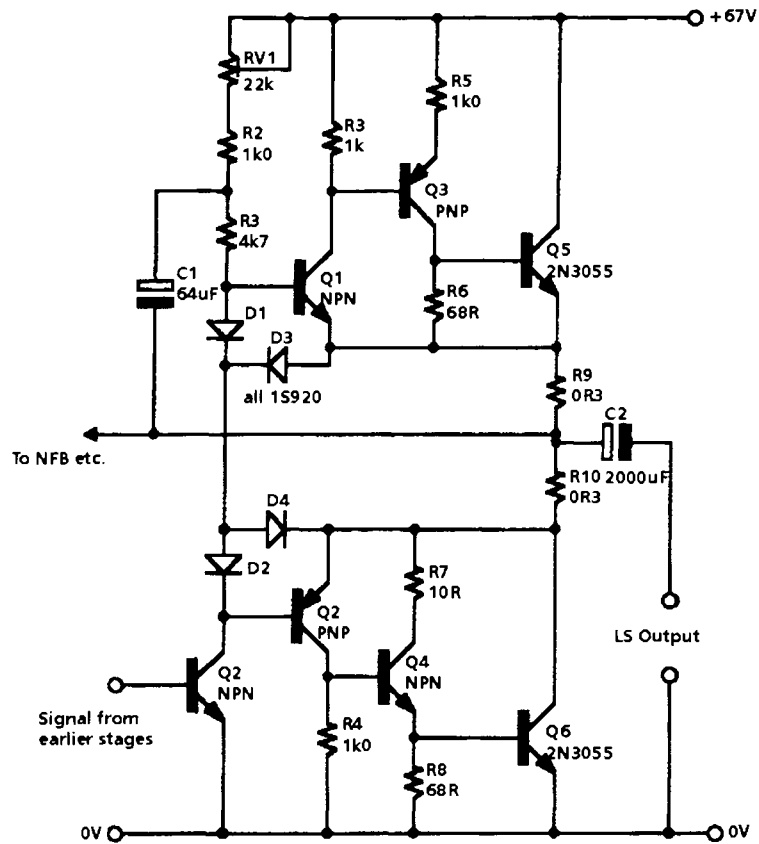 +67V
RV1
22k
R5
1k0
R2
1k0
R3
1k
Q3
PNP
R3
4k7
Q5
2N3055
C1
64uF
Q1
NPN
R6
68R
D1
D3
all 1S920
R9
0R3
C2
2000uF
To NFB etc.
R10
0R3
D4
D2
R7
10R
Q2
PNP
LS Output
Q2
NPN
Q4
NPN
Signal from
earlier stages
R4
1k0
Q6
2N3055
R8
68R
0V
0V